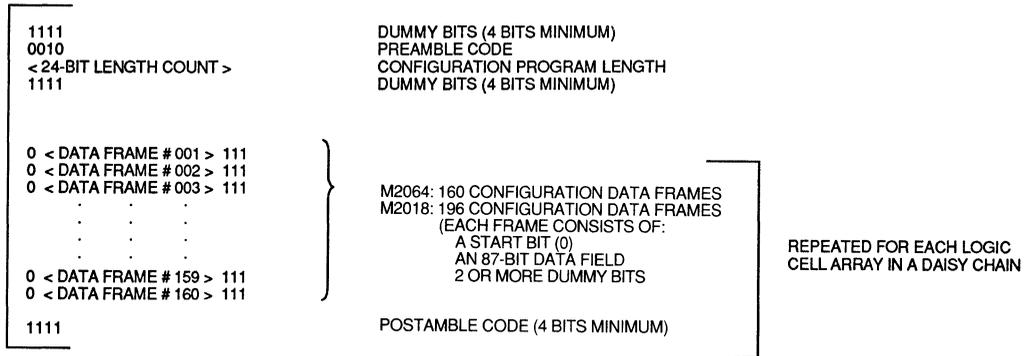 1111 DUMMY BITS (4 BITS MINIMUM)
0010 PREAMBLE CODE
< 24-BIT LENGTH COUNT > CONFIGURATION PROGRAM LENGTH
1111 DUMMY BITS (4 BITS MINIMUM)
0 < DATA FRAME # 001 > 111
0 < DATA FRAME # 002 > 111
0 < DATA FRAME # 003 > 111
. . .
. . .
. . .
. . .
0 < DATA FRAME # 159 > 111
0 < DATA FRAME # 160 > 111
M2064: 160 CONFIGURATION DATA FRAMES
M2018: 196 CONFIGURATION DATA FRAMES
(EACH FRAME CONSISTS OF:
A START BIT (0)
AN 87-BIT DATA FIELD
2 OR MORE DUMMY BITS
REPEATED FOR EACH LOGIC
CELL ARRAY IN A DAISY CHAIN
1111 POSTAMBLE CODE (4 BITS MINIMUM)